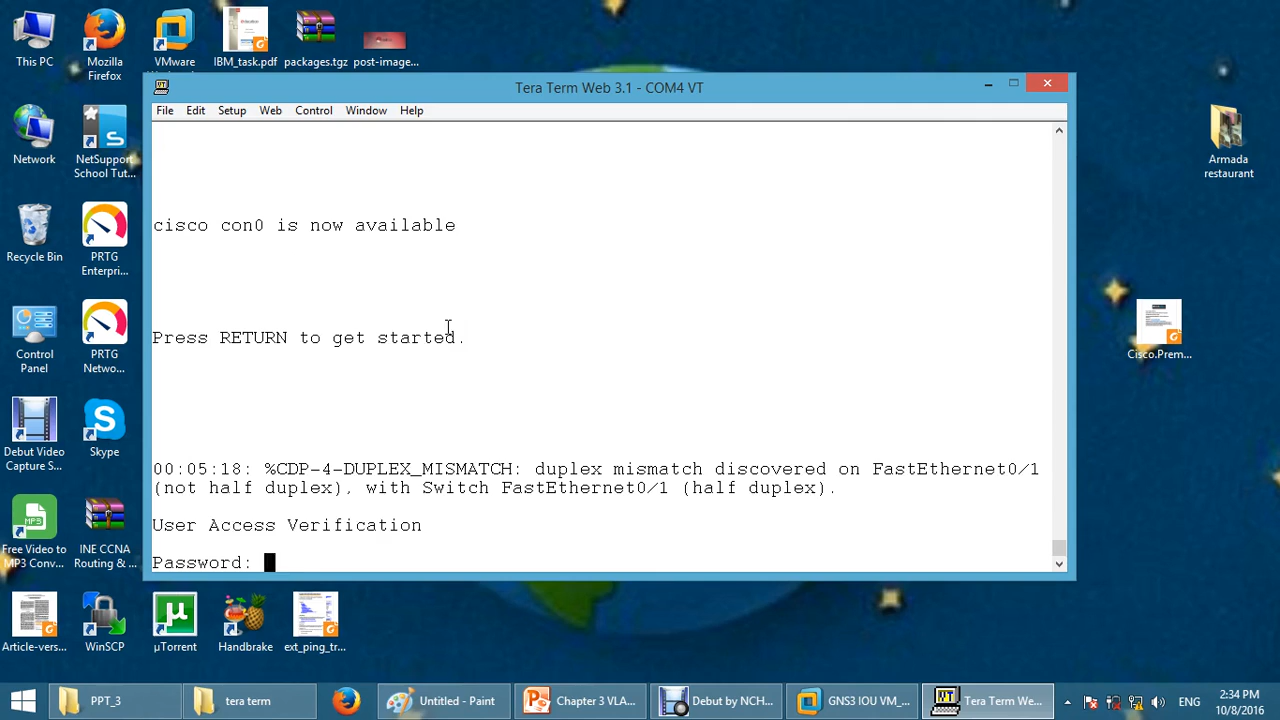 This PC
Mozilla
Firefox
VMware
IBM_task.pdf
packages.tgz
post-image...
Tera Term Web 3.1 - COM4 VT
File Edit Setup Web Control Window Help
Network
NetSupport
School Tut...
Armada
restaurant
cisco con0 is now available
Recycle Bin
PRTG
Enterpri...
Press RETURN to get started.
Control
Panel
PRTG
Netwo...
Cisco.Prem...
Debut Video
Capture S...
Skype
00:05:18: %CDP-4-DUPLEX_MISMATCH: duplex mismatch discovered on FastEthernet0/1
(not half duplex), with Switch FastEthernet0/1 (half duplex).
User Access Verification
Password:
Free Video to
MP3 Conv...
INE CCNA
Routing & ...
Article-vers...
WinSCP
µTorrent
Handbrake
ext_ping_tr...
PPT_3
tera term
Untitled - Paint
Chapter 3 VLA...
Debut by NCH...
GNS3 IOU VM_...
Tera Term We...
ENG
2:34 PM
10/8/2016